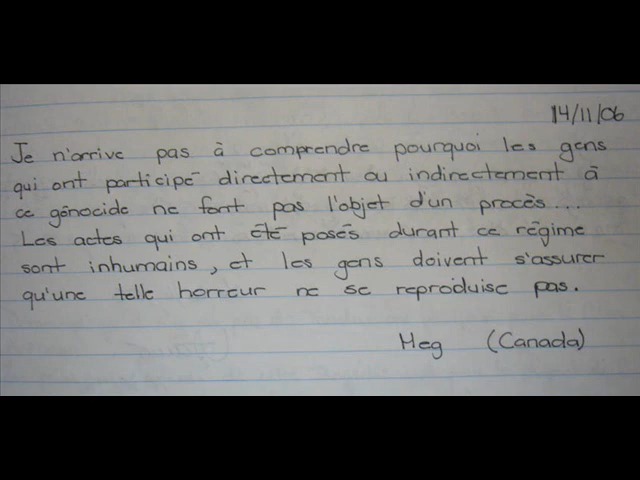 14/11/06
Je n'arrive pas à comprendre pourquoi les gens
qui ont participé directement ou indirectement à
ce génocide ne font pas l'objet d'un procès...
Les actes qui ont été posés durant ce régime
sont inhumains, et les gens doivent s'assurer
qu'une telle horreur ne se reproduise pas.
Meg (Canada)